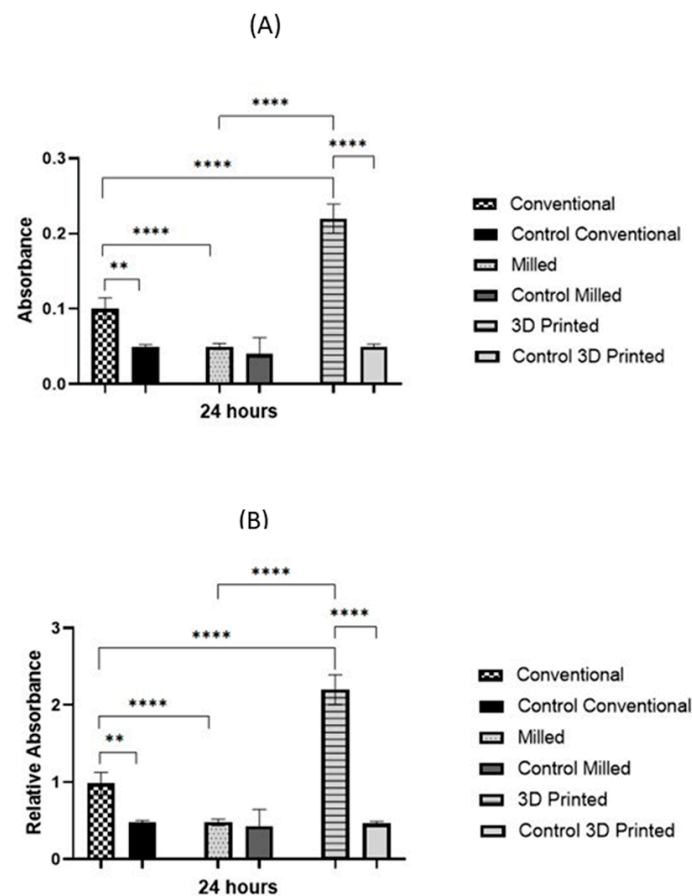 (A)
****
****
****
****
**
0.3
0.2
0.1
0.0
Absorbance
24 hours
Conventional
Control Conventional
Milled
Control Milled
3D Printed
Control 3D Printed
(B)
****
****
****
****
**
3
2
1
0
Relative Absorbance
24 hours
Conventional
Control Conventional
Milled
Control Milled
3D Printed
Control 3D Printed